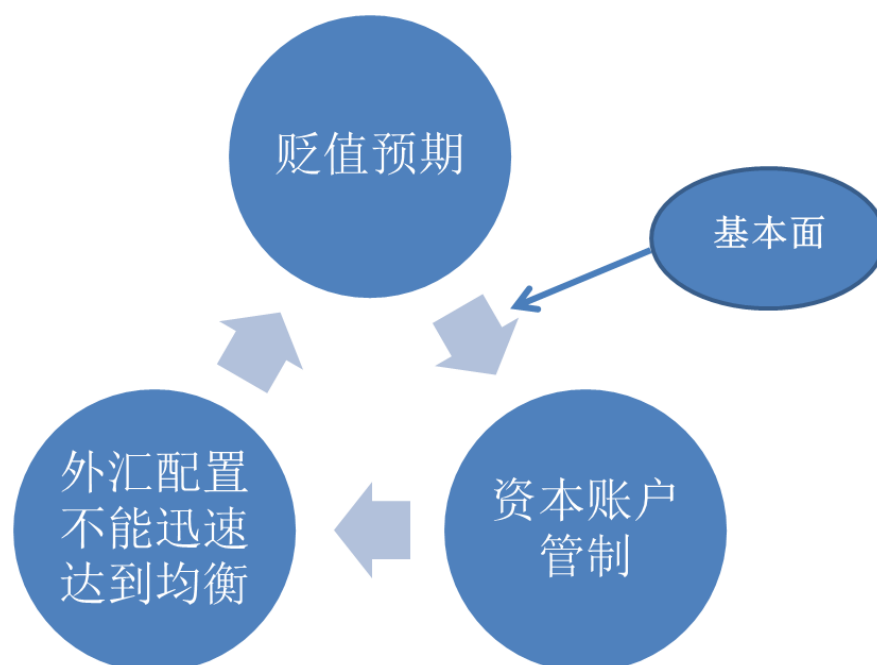 贬值预期
基本面
外汇配置
不能迅速
达到均衡
资本账户
管制